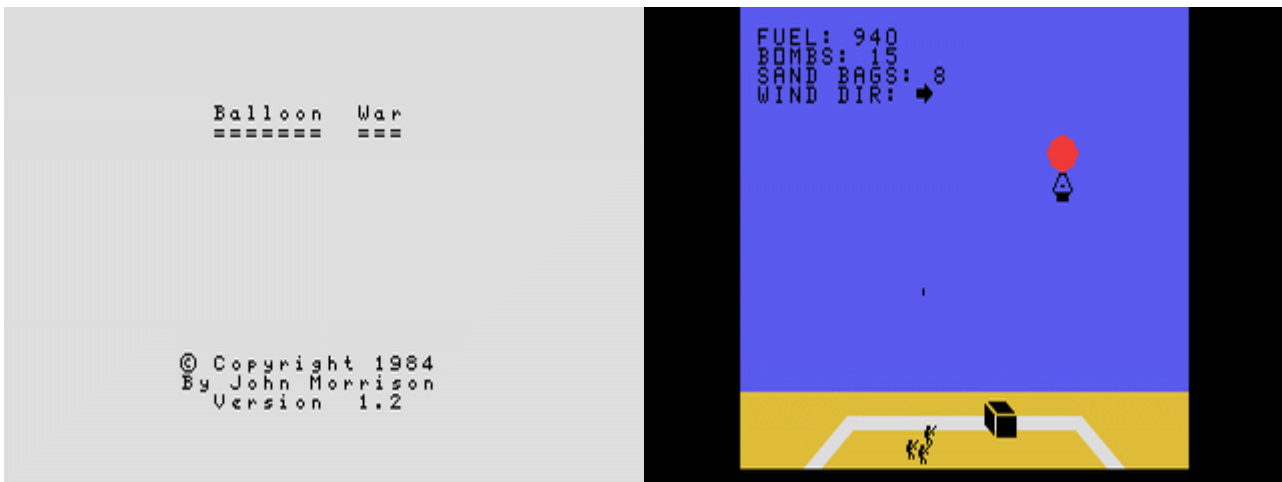 Balloon War
======= ===
© Copyright 1984
By John Morrison
Version 1.2
FUEL: 940
BOMBS: 15
SAND BAGS: 8
WIND DIR: ➡